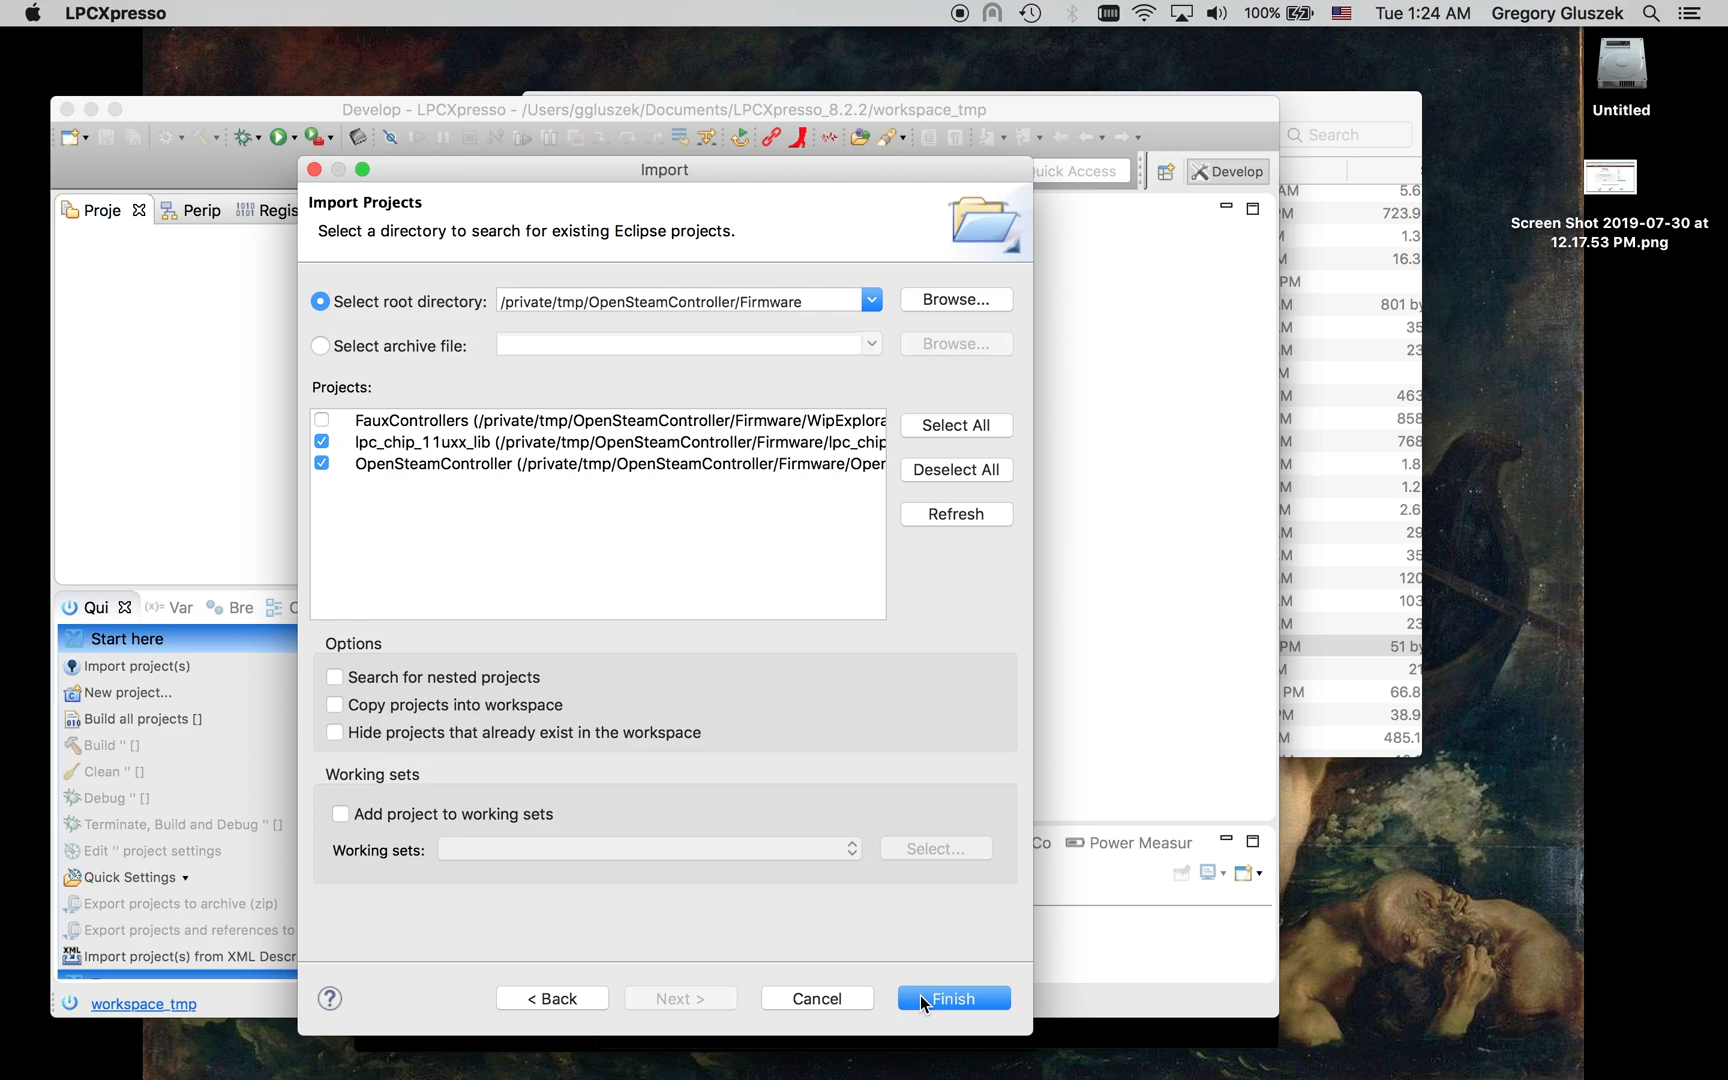 LPCXpresso
100%
Tue 1:24 AM
Gregory Gluszek
Untitled
Screen Shot 2019-07-30 at
12.17.53 PM.png
Develop - LPCXpresso - /Users/ggluszek/Documents/LPCXpresso_8.2.2/workspace_tmp
Search
uick Access
Develop
Import
Proje
Perip
Regis
Import Projects
Select a directory to search for existing Eclipse projects.
Select root directory:
/private/tmp/OpenSteamController/Firmware
Browse...
Select archive file:
Browse...
Projects:
FauxControllers (/private/tmp/OpenSteamController/Firmware/WipExplora
lpc_chip_11uxx_lib (/private/tmp/OpenSteamController/Firmware/lpc_chip
OpenSteamController (/private/tmp/OpenSteamController/Firmware/Oper
Select All
Deselect All
Refresh
Options
Search for nested projects
Copy projects into workspace
Hide projects that already exist in the workspace
Working sets
Add project to working sets
Working sets:
Select...
?
< Back
Next >
Cancel
Finish
Qui
(x)= Var
Bre
Start here
Import project(s)
New project...
Build all projects []
Build '' []
Clean '' []
Debug '' []
Terminate, Build and Debug '' []
Edit '' project settings
Quick Settings
Export projects to archive (zip)
Export projects and references to
Import project(s) from XML Descr
workspace_tmp
Co
Power Measur
AM 5.6
M 723.9
1.3
M 16.3
PM
M 801 by
M 35
M 23
M
M 463
M 858
M 768
M 1.8
M 1.2
M 2.6
M 29
M 35
M 120
M 103
M 23
PM 51 by
M 21
PM 66.8
M 38.9
M 485.1